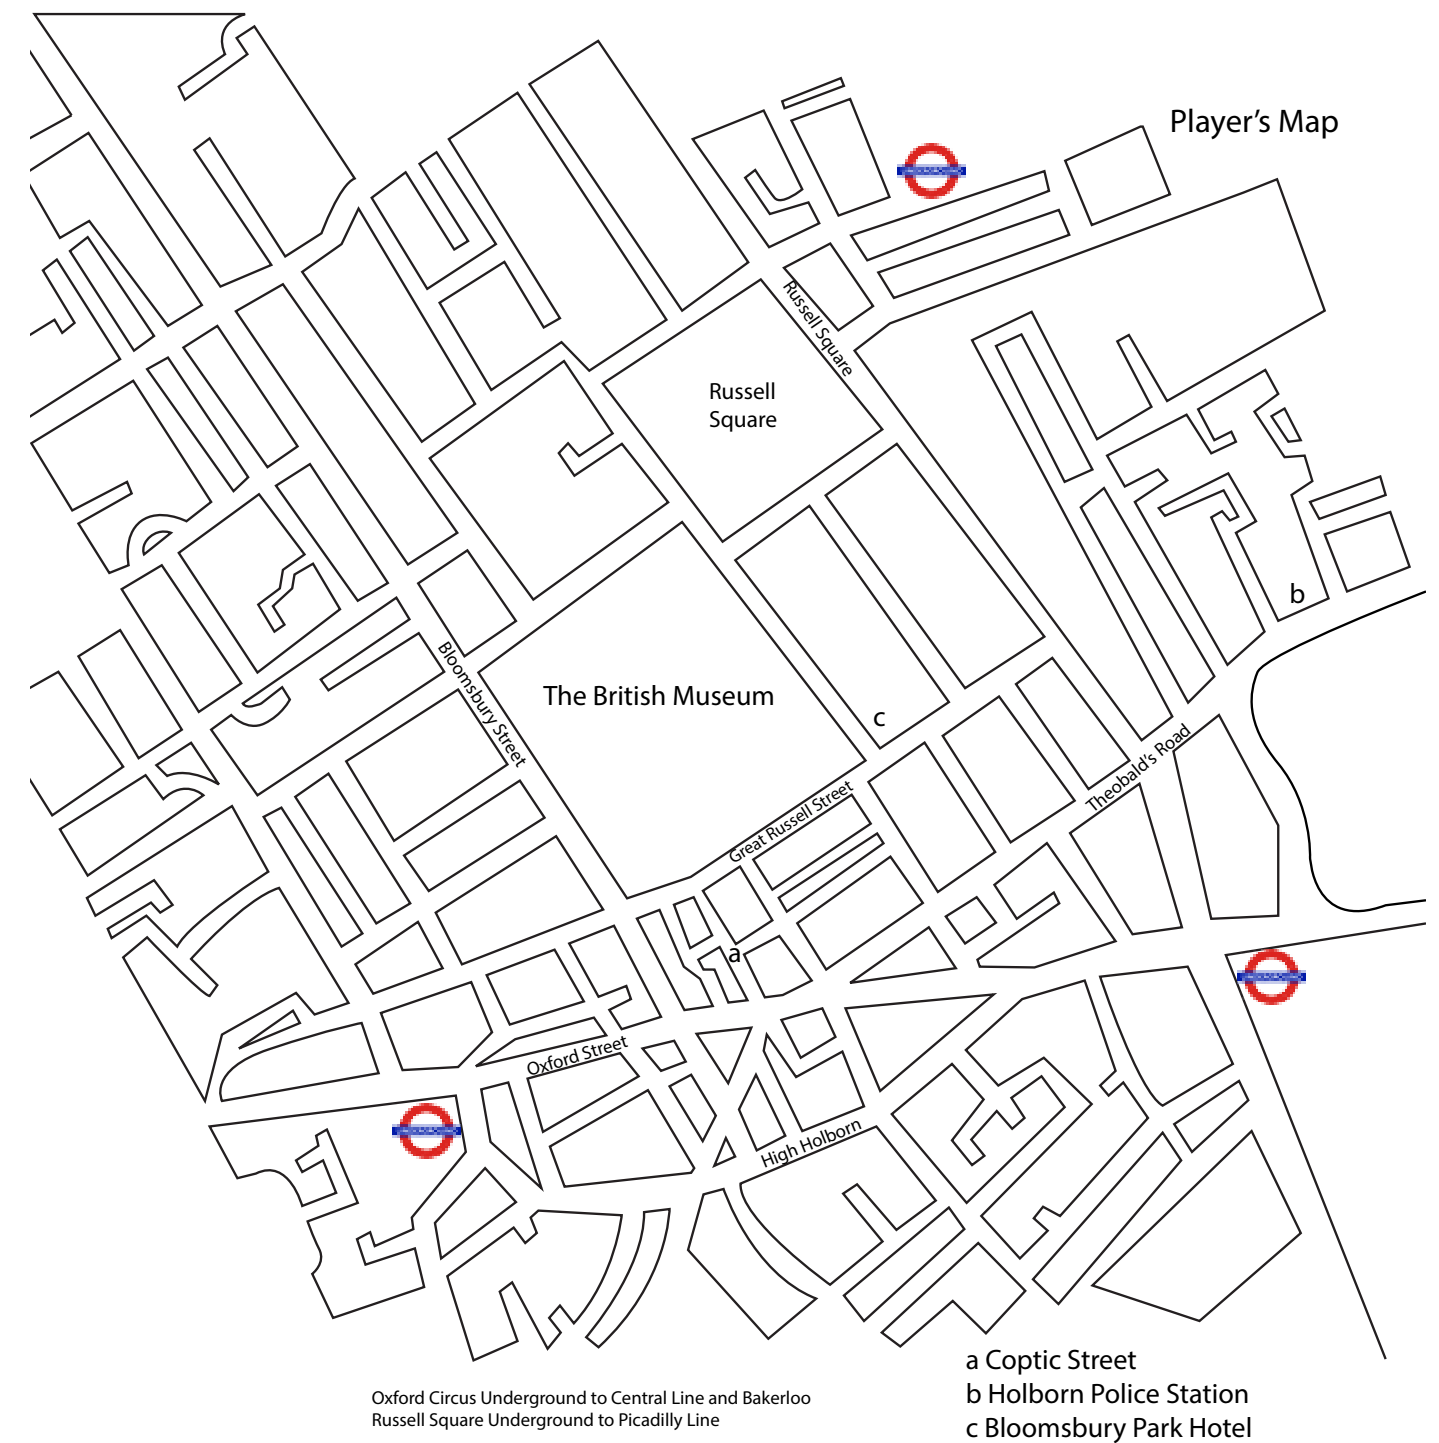 Player's Map
Russell Square
Russell
Square
Bloomsbury Street
The British Museum
b
c
Theobald's Road
Great Russell Street
a
Oxford Street
High Holborn
a Coptic Street
b Holborn Police Station
c Bloomsbury Park Hotel
Oxford Circus Underground to Central Line and Bakerloo
Russell Square Underground to Picadilly Line